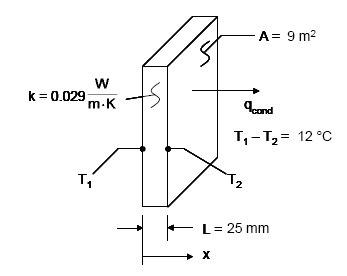 A = 9 m²
k = 0.029 W/m·K
q_cond
T₁ – T₂ = 12 °C
T₁
T₂
L = 25 mm
x